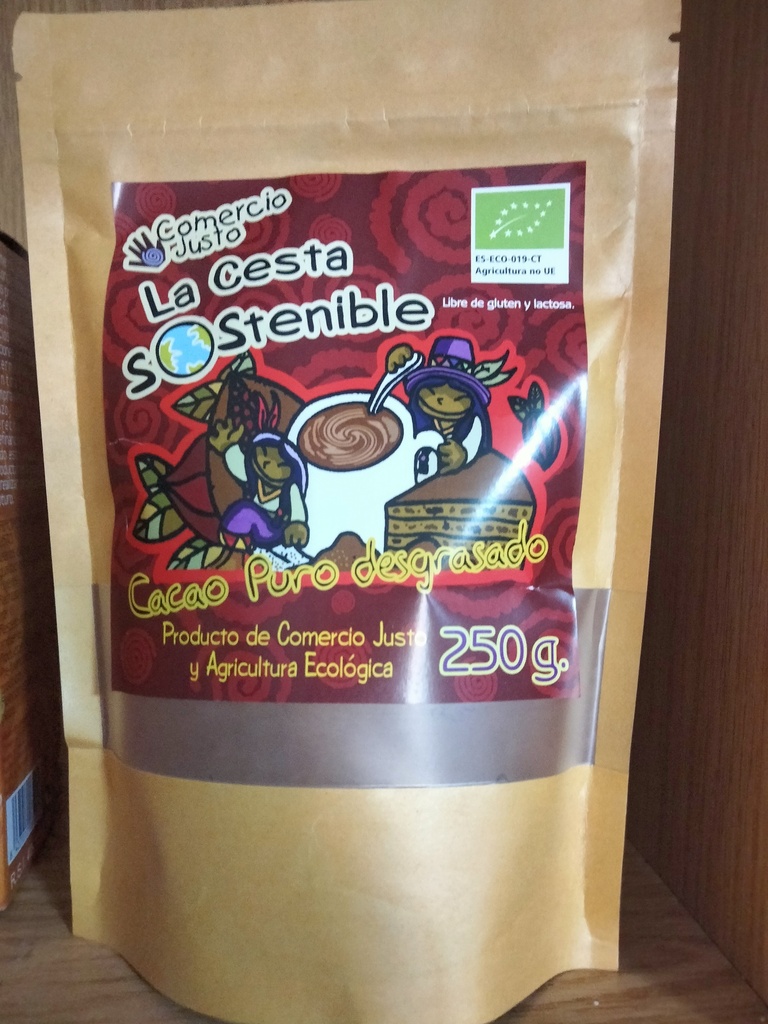 Comercio
Justo
La Cesta
SOStenible
ES-ECO-019-CT
Agricultura no UE
Libre de gluten y lactosa.
Cacao Puro desgrasado
Producto de Comercio Justo
y Agricultura Ecológica
250 g.